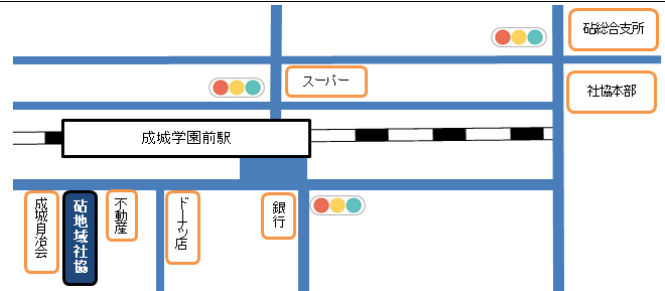 砧総合支所
スーパー
社協本部
成城学園前駅
成城自治会
砧地域社協
不動産
ドーナツ店
銀行